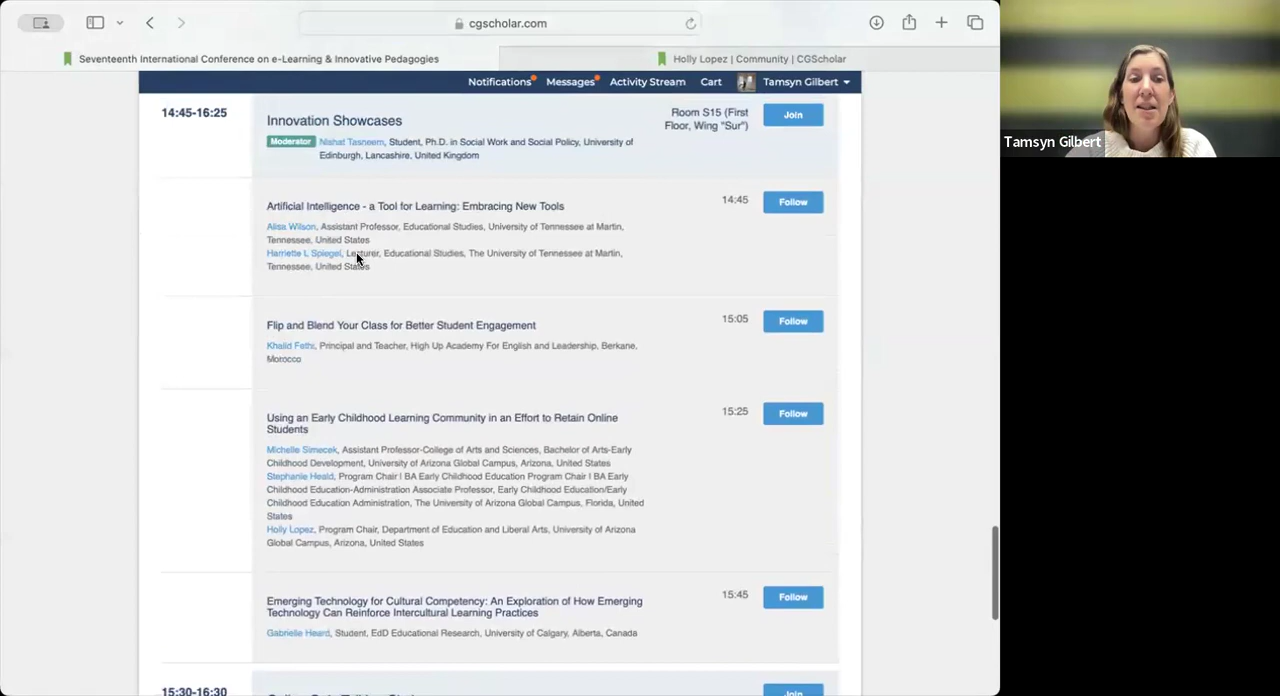 cgscholar.com
Seventeenth International Conference on e-Learning & Innovative Pedagogies
Holly Lopez | Community | CGScholar
Notifications Messages Activity Stream Cart Tamsyn Gilbert
14:45-16:25
Innovation Showcases
Room S15 (First
Floor, Wing "Sur")
Join
Moderator Nishat Tasneem, Student, Ph.D. in Social Work and Social Policy, University of
Edinburgh, Lancashire, United Kingdom
Artificial Intelligence - a Tool for Learning: Embracing New Tools
14:45
Follow
Alisa Wilson, Assistant Professor, Educational Studies, University of Tennessee at Martin,
Tennessee, United States
Harriette L Spiegel, Lecturer, Educational Studies, The University of Tennessee at Martin,
Tennessee, United States
Flip and Blend Your Class for Better Student Engagement
15:05
Follow
Khalid Fethi, Principal and Teacher, High Up Academy For English and Leadership, Berkane,
Morocco
Using an Early Childhood Learning Community in an Effort to Retain Online
Students
15:25
Follow
Michelle Simecek, Assistant Professor-College of Arts and Sciences, Bachelor of Arts-Early
Childhood Development, University of Arizona Global Campus, Arizona, United States
Stephanie Heald, Program Chair | BA Early Childhood Education Program Chair | BA Early
Childhood Education-Administration Associate Professor, Early Childhood Education/Early
Childhood Education Administration, The University of Arizona Global Campus, Florida, United
States
Holly Lopez, Program Chair, Department of Education and Liberal Arts, University of Arizona
Global Campus, Arizona, United States
Emerging Technology for Cultural Competency: An Exploration of How Emerging
Technology Can Reinforce Intercultural Learning Practices
15:45
Follow
Gabrielle Heard, Student, EdD Educational Research, University of Calgary, Alberta, Canada
15:30-16:30
Join
Tamsyn Gilbert